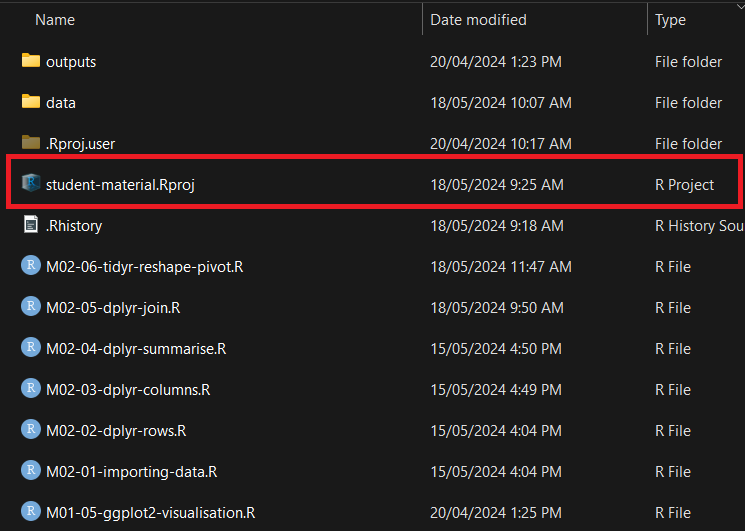 Name Date modified Type
outputs 20/04/2024 1:23 PM File folder
data 18/05/2024 10:07 AM File folder
.Rproj.user 20/04/2024 10:17 AM File folder
student-material.Rproj 18/05/2024 9:25 AM R Project
.Rhistory 18/05/2024 9:18 AM R History Sou
M02-06-tidyr-reshape-pivot.R 18/05/2024 11:47 AM R File
M02-05-dplyr-join.R 18/05/2024 9:50 AM R File
M02-04-dplyr-summarise.R 15/05/2024 4:50 PM R File
M02-03-dplyr-columns.R 15/05/2024 4:49 PM R File
M02-02-dplyr-rows.R 15/05/2024 4:04 PM R File
M02-01-importing-data.R 15/05/2024 4:04 PM R File
M01-05-ggplot2-visualisation.R 20/04/2024 1:25 PM R File